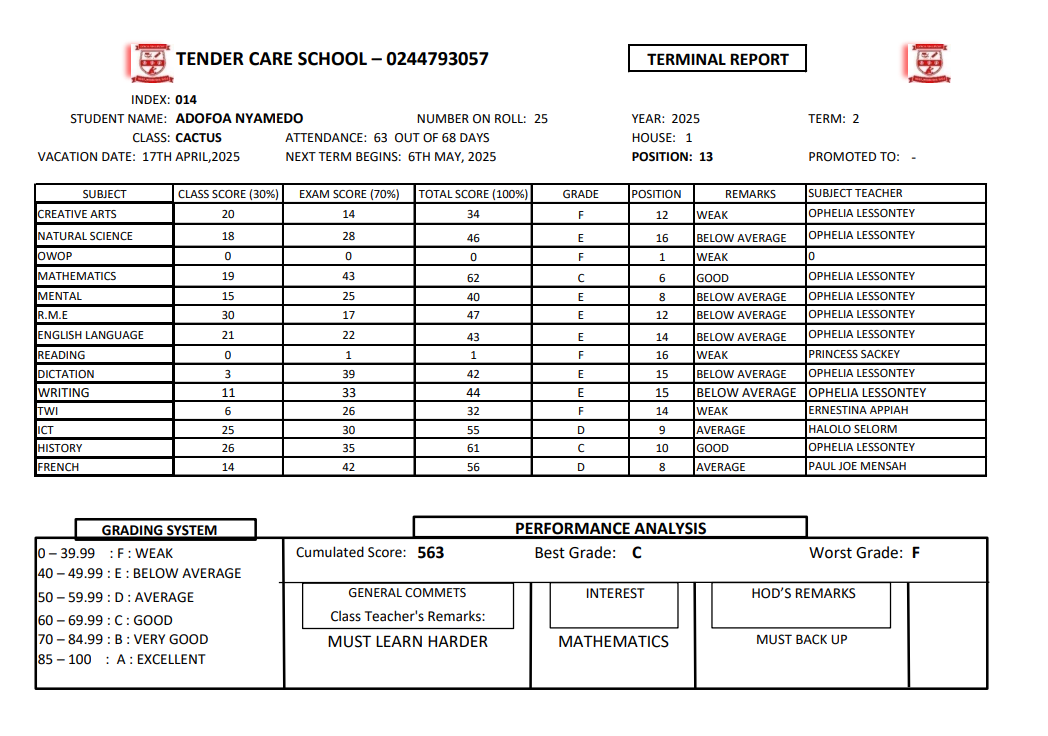 TENDER CARE SCHOOL – 0244793057 TERMINAL REPORT
INDEX: 014
STUDENT NAME: ADOFOA NYAMEDO NUMBER ON ROLL: 25 YEAR: 2025 TERM: 2
CLASS: CACTUS ATTENDANCE: 63 OUT OF 68 DAYS HOUSE: 1
VACATION DATE: 17TH APRIL,2025 NEXT TERM BEGINS: 6TH MAY, 2025 POSITION: 13 PROMOTED TO: -
SUBJECT CLASS SCORE (30%) EXAM SCORE (70%) TOTAL SCORE (100%) GRADE POSITION REMARKS SUBJECT TEACHER
CREATIVE ARTS 20 14 34 F 12 WEAK OPHELIA LESSONTEY
NATURAL SCIENCE 18 28 46 E 16 BELOW AVERAGE OPHELIA LESSONTEY
OWOP 0 0 0 F 1 WEAK 0
MATHEMATICS 19 43 62 C 6 GOOD OPHELIA LESSONTEY
MENTAL 15 25 40 E 8 BELOW AVERAGE OPHELIA LESSONTEY
R.M.E 30 17 47 E 12 BELOW AVERAGE OPHELIA LESSONTEY
ENGLISH LANGUAGE 21 22 43 E 14 BELOW AVERAGE OPHELIA LESSONTEY
READING 0 1 1 F 16 WEAK PRINCESS SACKEY
DICTATION 3 39 42 E 15 BELOW AVERAGE OPHELIA LESSONTEY
WRITING 11 33 44 E 15 BELOW AVERAGE OPHELIA LESSONTEY
TWI 6 26 32 F 14 WEAK ERNESTINA APPIAH
ICT 25 30 55 D 9 AVERAGE HALOLO SELORM
HISTORY 26 35 61 C 10 GOOD OPHELIA LESSONTEY
FRENCH 14 42 56 D 8 AVERAGE PAUL JOE MENSAH
GRADING SYSTEM PERFORMANCE ANALYSIS
0 – 39.99 : F : WEAK Cumulated Score: 563 Best Grade: C Worst Grade: F
40 – 49.99 : E : BELOW AVERAGE
50 – 59.99 : D : AVERAGE GENERAL COMMETS INTEREST HOD'S REMARKS
60 – 69.99 : C : GOOD Class Teacher's Remarks:
70 – 84.99 : B : VERY GOOD MUST LEARN HARDER MATHEMATICS MUST BACK UP
85 – 100 : A : EXCELLENT